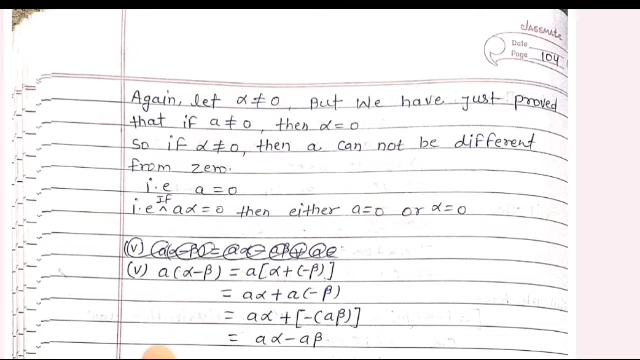 classmate
Date
Page 104
Again, let α≠0, But We have just proved
that if a≠0, then α=0
So if α≠0, then a can not be different
from zero.
i.e a=0
i.e If aα=0 then either a=0 or α=0
(v)
(v) a(α-β) = a[α+(-β)]
= aα+a(-β)
= aα+[-(aβ)]
= aα-aβ